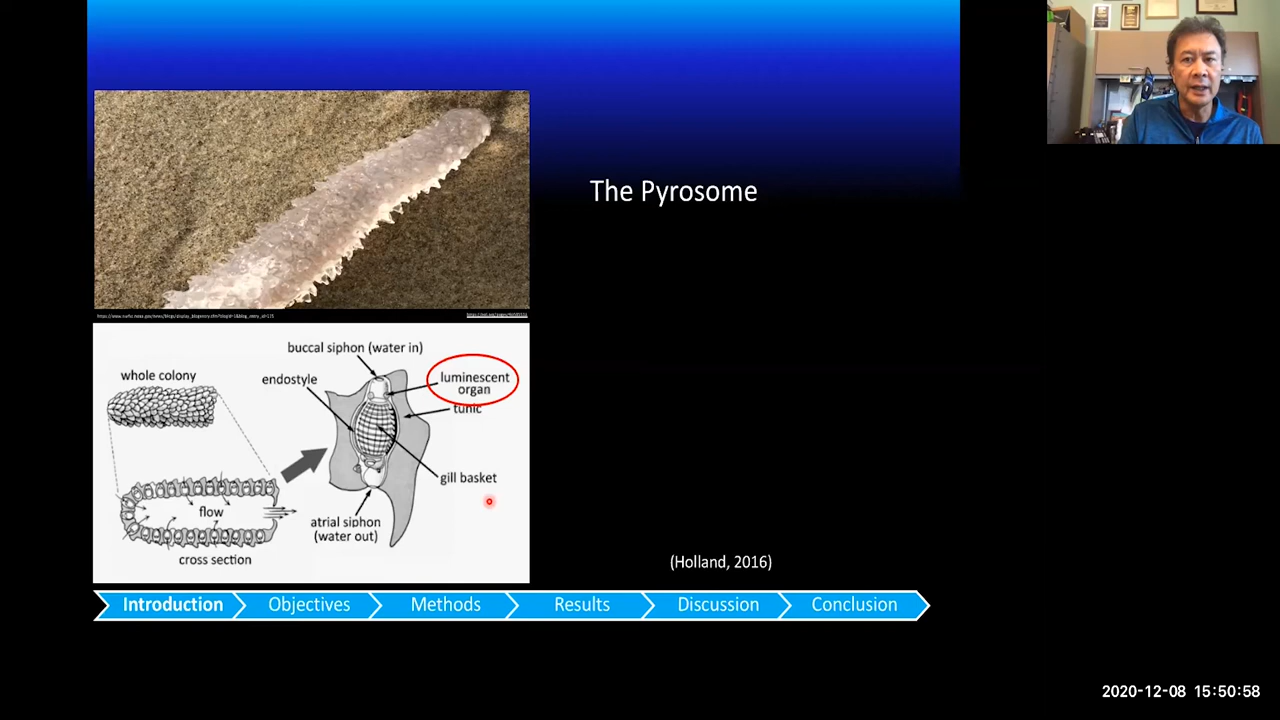 The Pyrosome
buccal siphon (water in)
whole colony
endostyle
luminescent
organ
tunic
gill basket
flow
atrial siphon
(water out)
cross section
(Holland, 2016)
Introduction
Objectives
Methods
Results
Discussion
Conclusion
2020-12-08 15:50:58